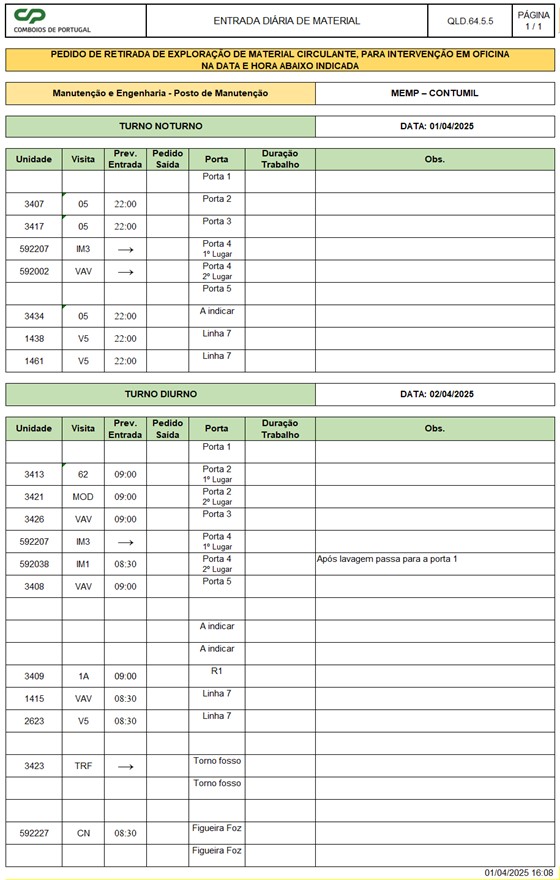 CP
COMBOIOS DE PORTUGAL
ENTRADA DIÁRIA DE MATERIAL
QLD.64.5.5
PÁGINA
1 / 1
PEDIDO DE RETIRADA DE EXPLORAÇÃO DE MATERIAL CIRCULANTE, PARA INTERVENÇÃO EM OFICINA
NA DATA E HORA ABAIXO INDICADA
Manutenção e Engenharia - Posto de Manutenção MEMP – CONTUMIL
TURNO NOTURNO DATA: 01/04/2025
Unidade Visita Prev. Entrada Pedido Saída Porta Duração Trabalho Obs.
Porta 1
3407 05 22:00 Porta 2
3417 05 22:00 Porta 3
592207 IM3 → Porta 4 1º Lugar
592002 VAV → Porta 4 2º Lugar
Porta 5
3434 05 22:00 A indicar
1438 V5 22:00 Linha 7
1461 V5 22:00 Linha 7
TURNO DIURNO DATA: 02/04/2025
Unidade Visita Prev. Entrada Pedido Saída Porta Duração Trabalho Obs.
Porta 1
3413 62 09:00 Porta 2 1º Lugar
3421 MOD 09:00 Porta 2 2º Lugar
3426 VAV 09:00 Porta 3
592207 IM3 → Porta 4 1º Lugar
592038 IM1 08:30 Porta 4 2º Lugar Após lavagem passa para a porta 1
3408 VAV 09:00 Porta 5
A indicar
A indicar
3409 1A 09:00 R1
1415 VAV 08:30 Linha 7
2623 V5 08:30 Linha 7
3423 TRF → Torno fosso
Torno fosso
592227 CN 08:30 Figueira Foz
Figueira Foz
01/04/2025 16:08